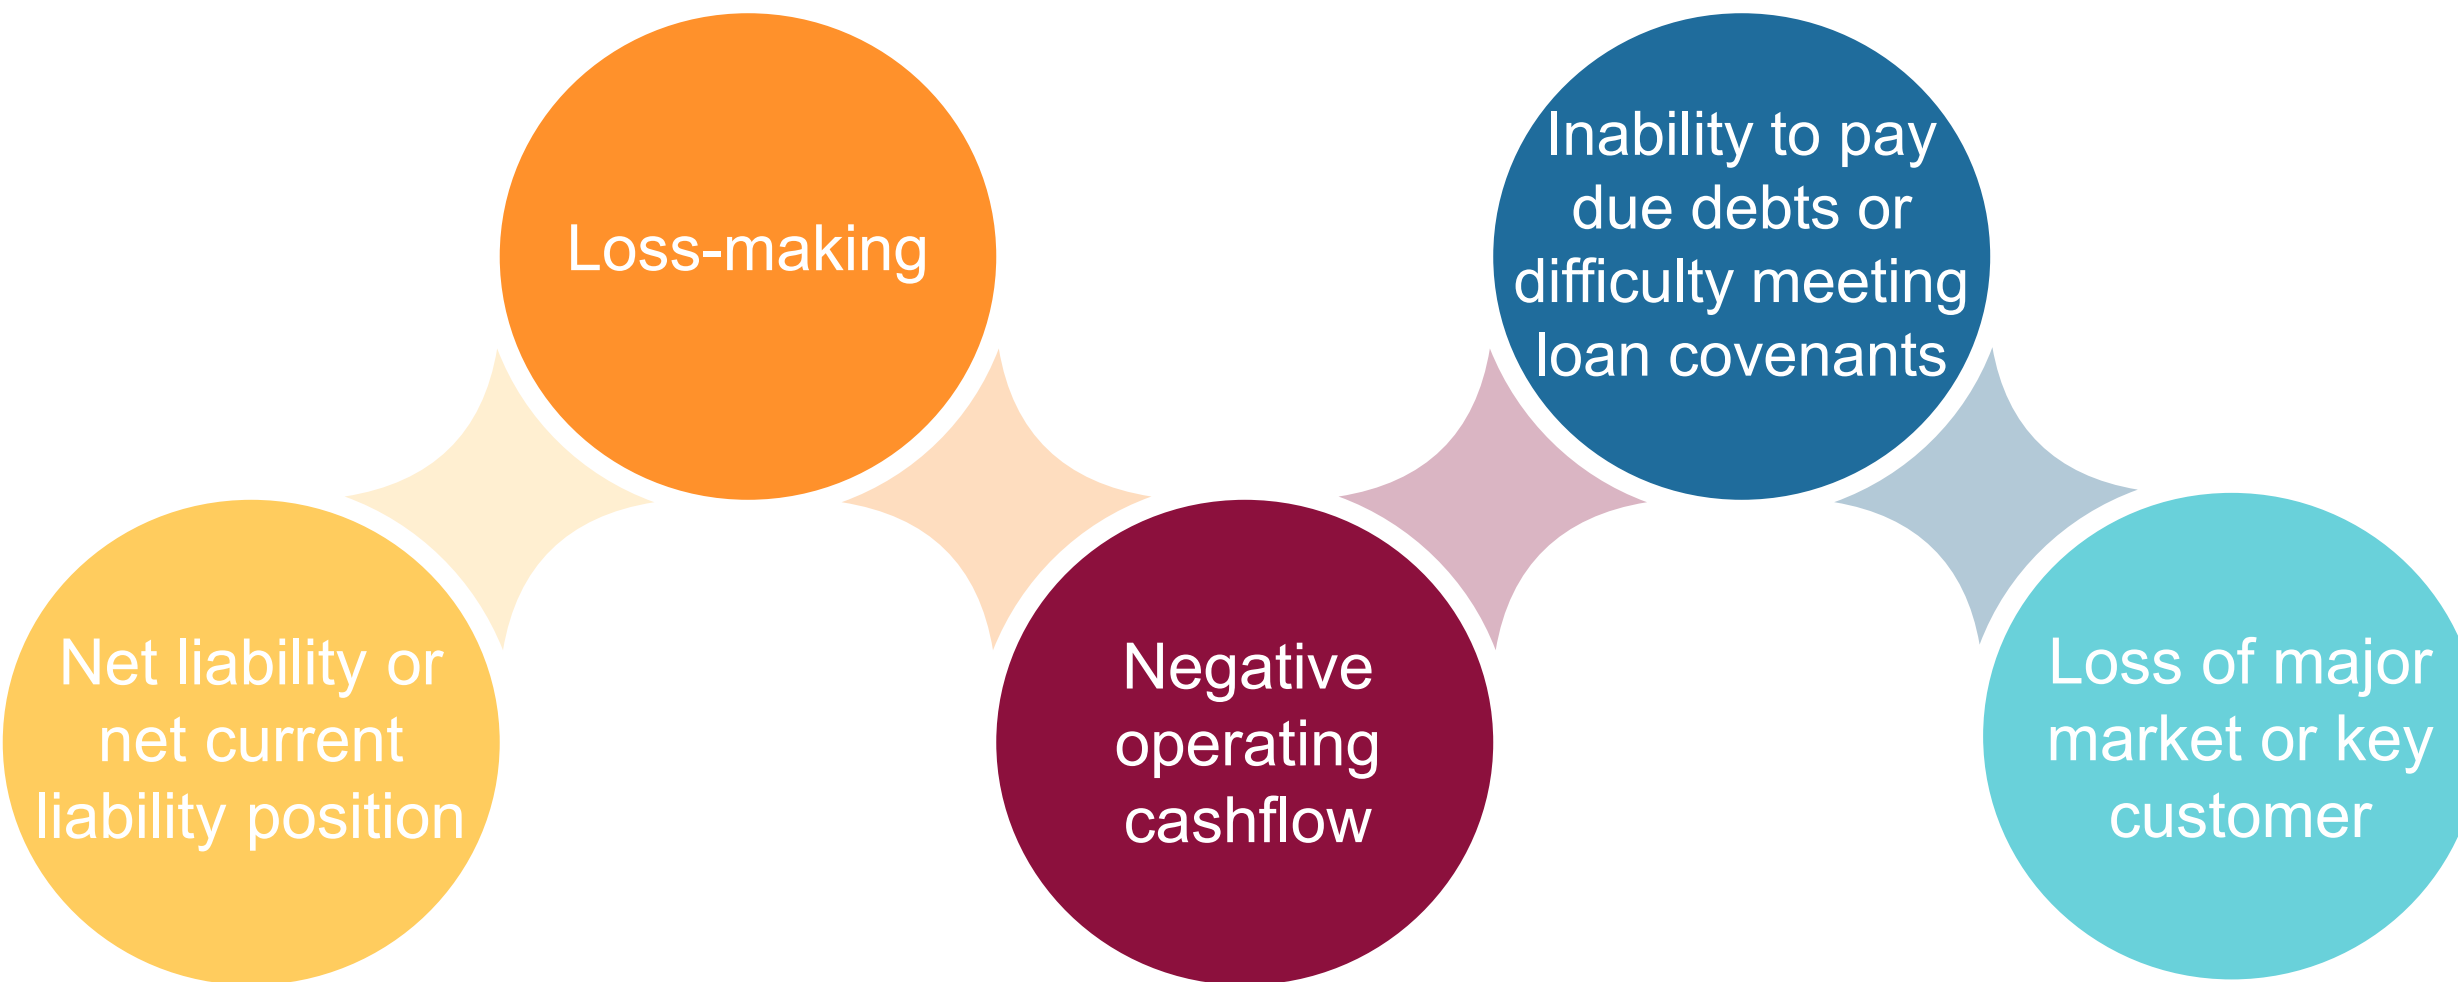 Net liability or
net current
liability position
Loss-making
Negative
operating
cashflow
Inability to pay
due debts or
difficulty meeting
loan covenants
Loss of major
market or key
customer